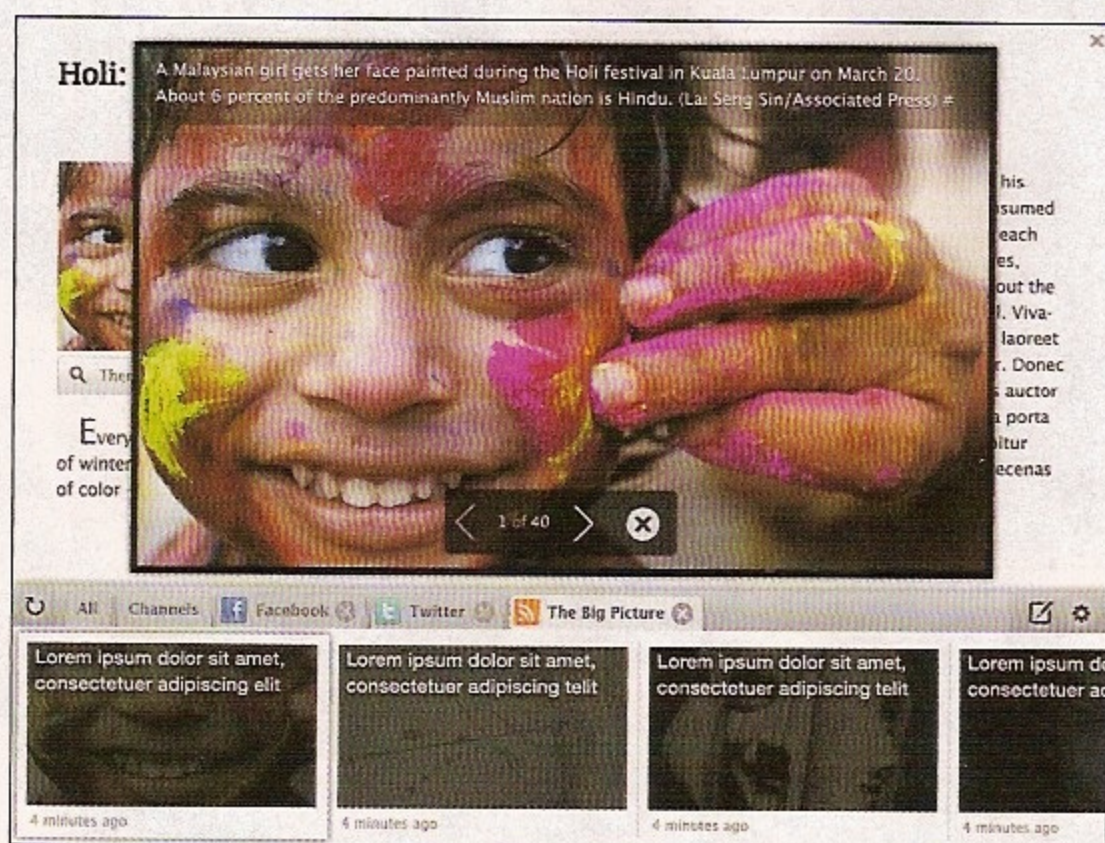 Holi:
A Malaysian girl gets her face painted during the Holi festival in Kuala Lumpur on March 20.
About 6 percent of the predominantly Muslim nation is Hindu. (Lai Seng Sin/Associated Press) #
his
sumed
each
es,
out the
l. Viva-
laoreet
r. Donec
s auctor
a porta
bitur
ecenas
Ther
Every
of winter
of color
1 of 40
All Channels Facebook Twitter The Big Picture
Lorem ipsum dolor sit amet,
consectetuer adipiscing elit
4 minutes ago
Lorem ipsum dolor sit amet,
consectetuer adipiscing telit
4 minutes ago
Lorem ipsum dolor sit amet,
consectetuer adipiscing telit
4 minutes ago
Lorem ipsum do
consectetuer ad
4 minutes ago